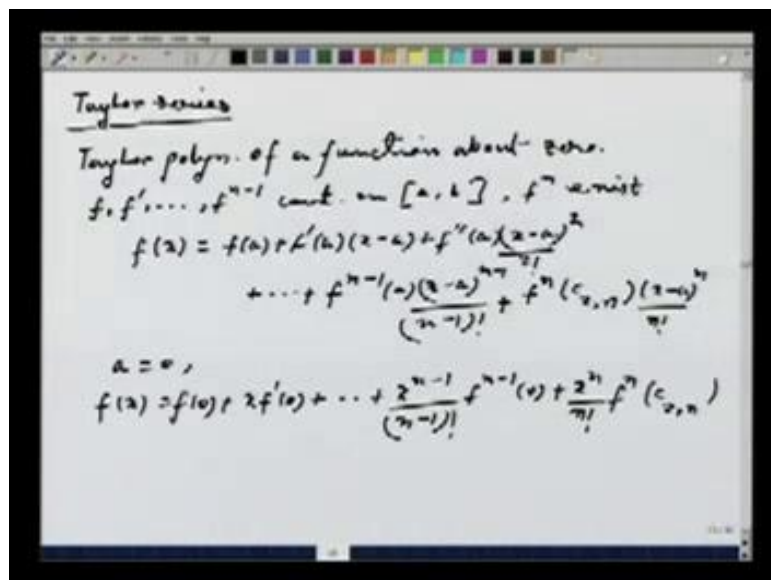 Taylor series
Taylor polyn. of a function about zero.
f, f', ..., f^{n-1} cont. on [a, b], f^n exist
f(x) = f(a) + f'(a)(x-a) + f''(a)(x-a)^2/2!
+ ... + f^{n-1}(a)(x-a)^{n-1}/(n-1)! + f^n(c_{x,n})(x-a)^n/n!
a = 0,
f(x) = f(0) + x f'(0) + ... + x^{n-1}/(n-1)! f^{n-1}(0) + x^n/n! f^n(c_{x,n})